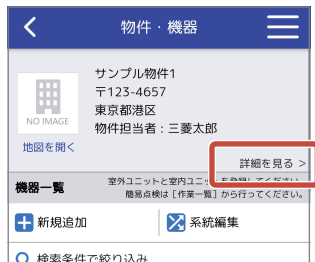 物件・機器
サンプル物件1
〒123-4657
東京都港区
NO IMAGE
物件担当者：三菱太郎
地図を開く
詳細を見る >
機器一覧
室外ユニットと室内ユニットを登録してください。
簡易点検は［作業一覧］から行ってください。
新規追加
系統編集
検索条件で絞り込み